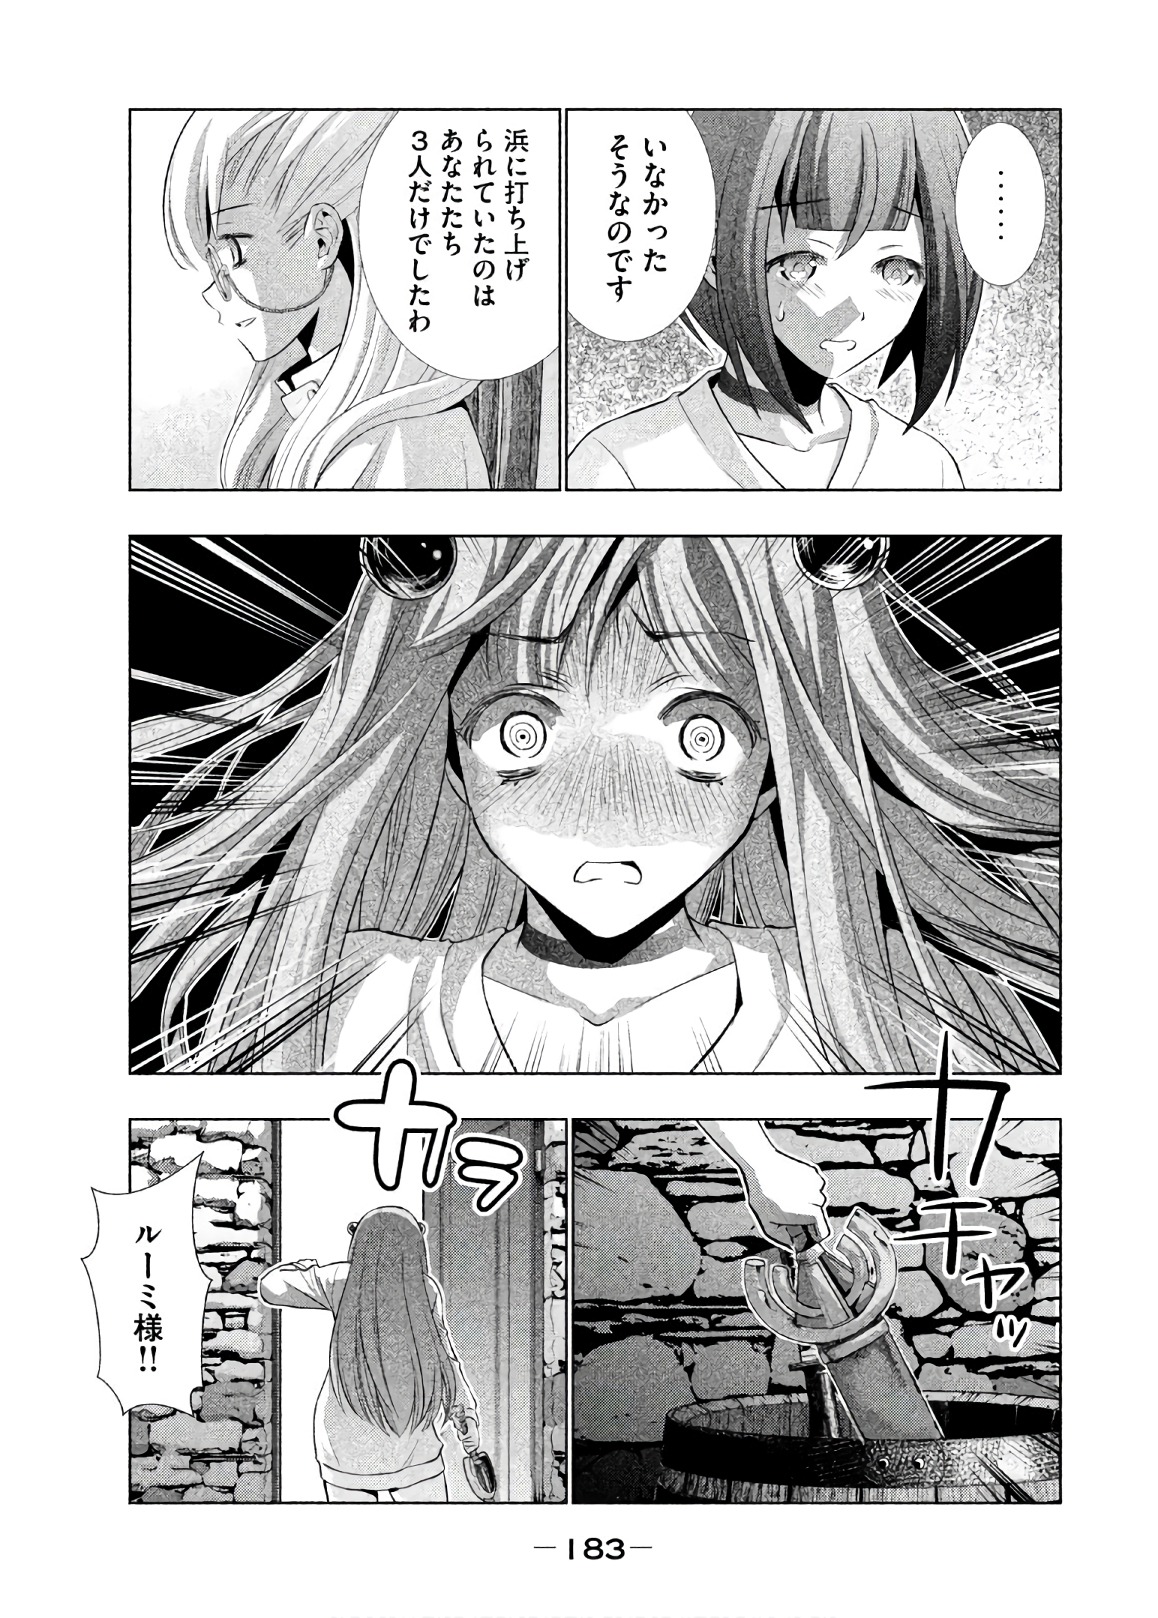 ・・・・・・
いなかった
そうなのです
浜に打ち上げ
られていたのは
あなたたち
3人だけでしたわ
カチャッ
カラ
ルーミ様!!
—183—